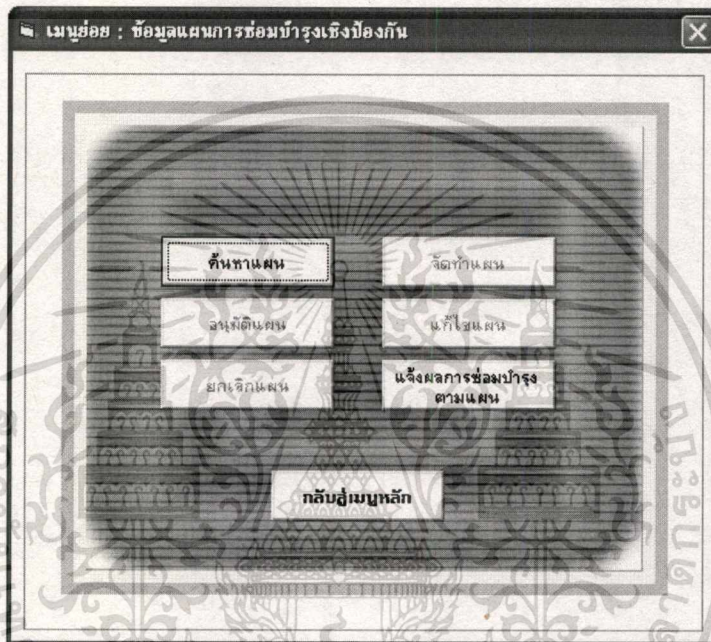 เมนูย่อย : ข้อมูลแผนการซ่อมบำรุงเชิงป้องกัน
ค้นหาแผน
จัดทำแผน
อนุมัติแผน
แก้ไขแผน
ยกเลิกแผน
แจ้งผลการซ่อมบำรุง
ตามแผน
กลับสู่เมนูหลัก